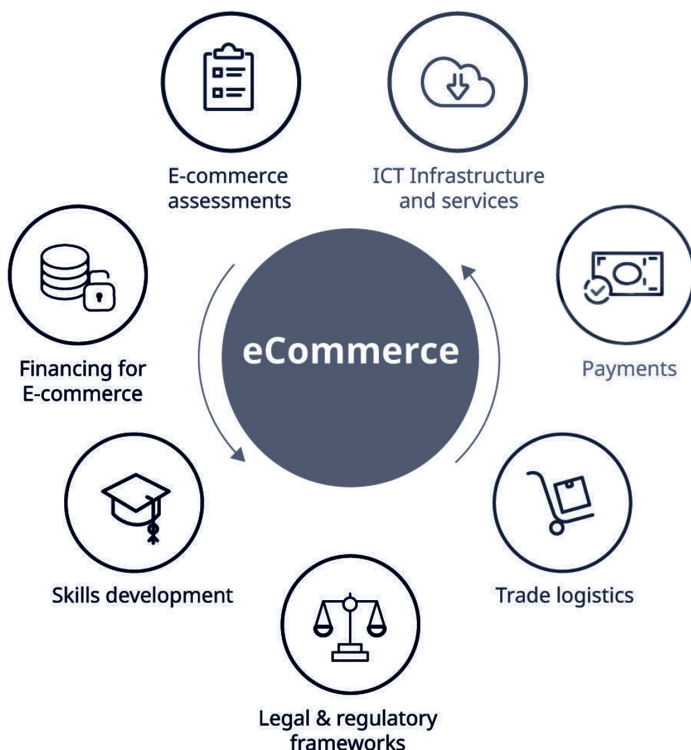 E-commerce
assessments
ICT Infrastructure
and services
Financing for
E-commerce
eCommerce
Payments
Skills development
Trade logistics
Legal & regulatory
frameworks